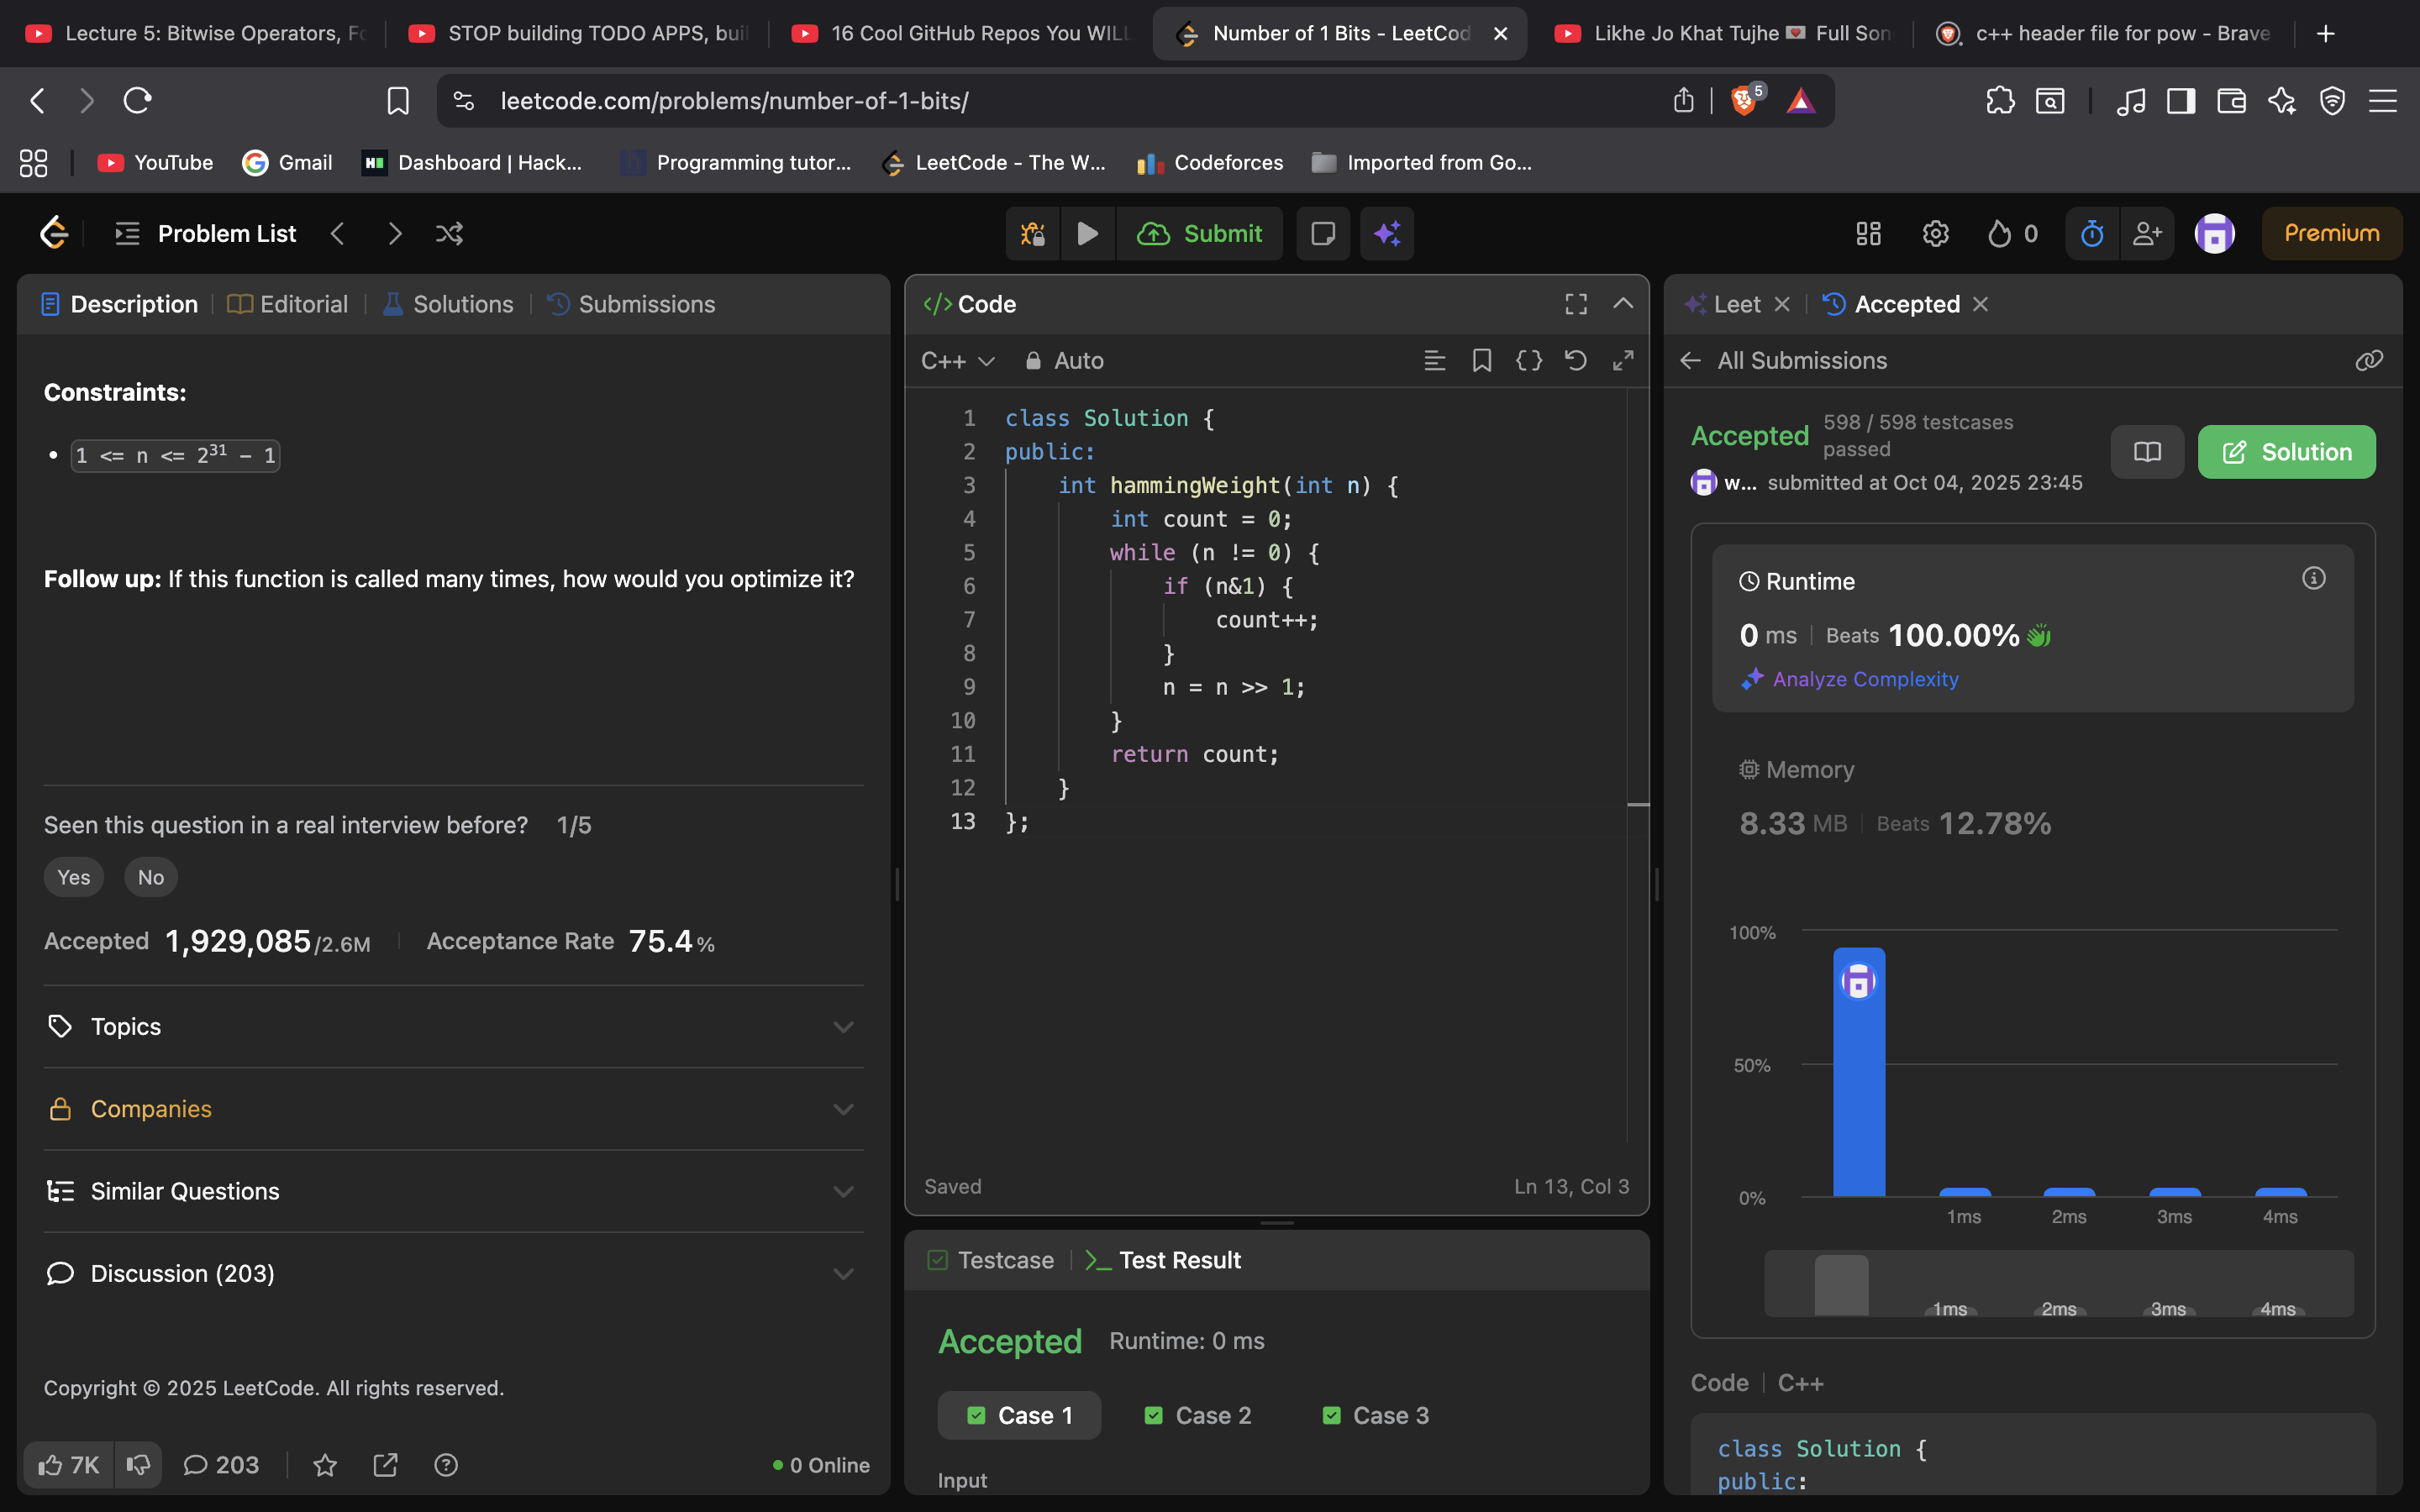 Lecture 5: Bitwise Operators, Fo
STOP building TODO APPS, buil
16 Cool GitHub Repos You WILL
Number of 1 Bits - LeetCod
Likhe Jo Khat Tujhe 💌 Full Son
c++ header file for pow - Brave
leetcode.com/problems/number-of-1-bits/
5
YouTube
Gmail
Dashboard | Hack...
Programming tutor...
LeetCode - The W...
Codeforces
Imported from Go...
Problem List
Submit
0
Premium
Description
Editorial
Solutions
Submissions
Constraints:
• 1 <= n <= 2³¹ - 1
Follow up: If this function is called many times, how would you optimize it?
Seen this question in a real interview before? 1/5
Yes No
Accepted 1,929,085/2.6M Acceptance Rate 75.4%
Topics
Companies
Similar Questions
Discussion (203)
Copyright © 2025 LeetCode. All rights reserved.
7K 203 0 Online
</> Code
C++ Auto
1 class Solution {
2 public:
3 int hammingWeight(int n) {
4 int count = 0;
5 while (n != 0) {
6 if (n&1) {
7 count++;
8 }
9 n = n >> 1;
10 }
11 return count;
12 }
13 };
Saved Ln 13, Col 3
Testcase
>_ Test Result
Accepted Runtime: 0 ms
Case 1 Case 2 Case 3
Input
Leet
Accepted
All Submissions
Accepted 598 / 598 testcases
passed
w... submitted at Oct 04, 2025 23:45
Solution
Runtime
0 ms Beats 100.00%
Analyze Complexity
Memory
8.33 MB Beats 12.78%
100%
50%
0%
1ms 2ms 3ms 4ms
1ms 2ms 3ms 4ms
Code C++
class Solution {
public: